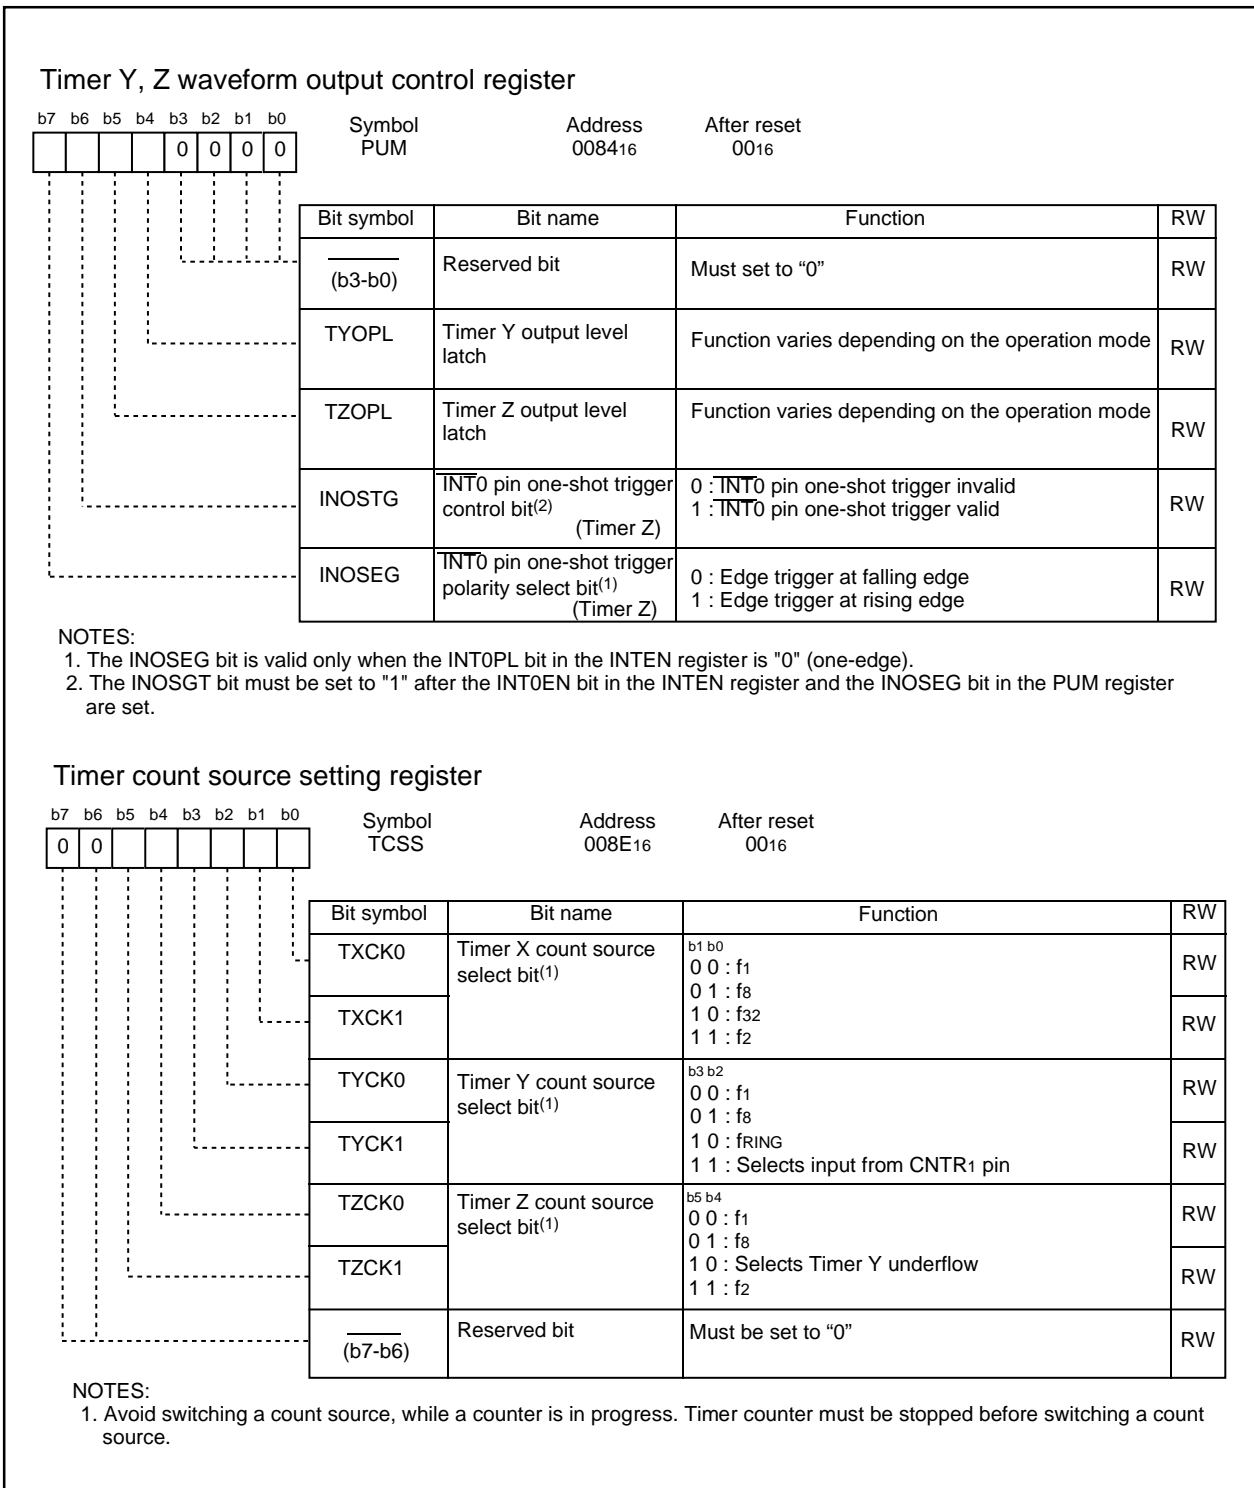 Timer Y, Z waveform output control register
b7 b6 b5 b4 b3 b2 b1 b0
Symbol Address After reset
0 0 0 0 PUM 008416 0016
Bit symbol Bit name Function RW
(b3-b0) Reserved bit Must set to “0” RW
TYOPL Timer Y output level latch Function varies depending on the operation mode RW
TZOPL Timer Z output level latch Function varies depending on the operation mode RW
INOSTG INT0 pin one-shot trigger control bit(2) (Timer Z) RW
0 : INT0 pin one-shot trigger invalid
1 : INT0 pin one-shot trigger valid
INOSEG INT0 pin one-shot trigger polarity select bit(1) (Timer Z) RW
0 : Edge trigger at falling edge
1 : Edge trigger at rising edge
NOTES:
1. The INOSEG bit is valid only when the INT0PL bit in the INTEN register is "0" (one-edge).
2. The INOSGT bit must be set to "1" after the INT0EN bit in the INTEN register and the INOSEG bit in the PUM register
are set.
Timer count source setting register
b7 b6 b5 b4 b3 b2 b1 b0
Symbol Address After reset
0 0 TCSS 008E16 0016
Bit symbol Bit name Function RW
TXCK0 Timer X count source select bit(1) RW
b1 b0
0 0 : f1
0 1 : f8
TXCK1 RW
1 0 : f32
1 1 : f2
TYCK0 Timer Y count source select bit(1) RW
b3 b2
0 0 : f1
0 1 : f8
TYCK1 RW
1 0 : fRING
1 1 : Selects input from CNTR1 pin
TZCK0 Timer Z count source select bit(1) RW
b5 b4
0 0 : f1
0 1 : f8
TZCK1 RW
1 0 : Selects Timer Y underflow
1 1 : f2
(b7-b6) Reserved bit Must be set to “0” RW
NOTES:
1. Avoid switching a count source, while a counter is in progress. Timer counter must be stopped before switching a count
source.